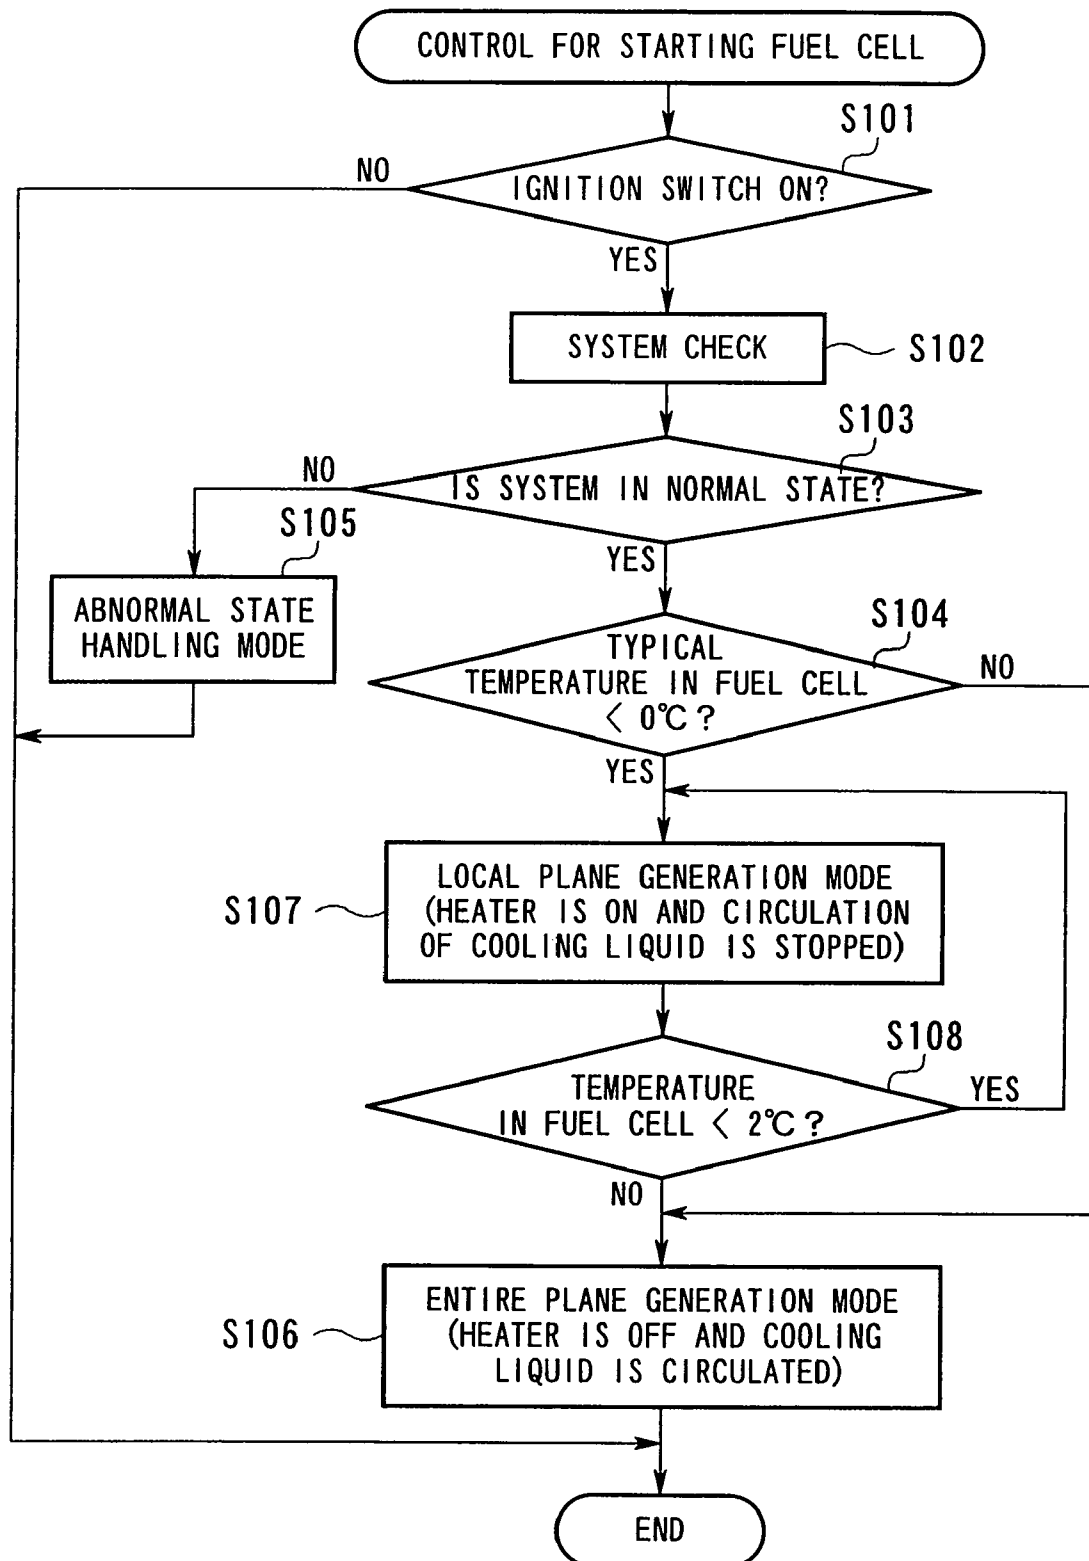 CONTROL FOR STARTING FUEL CELL
S101
NO
IGNITION SWITCH ON?
YES
SYSTEM CHECK
S102
S103
NO
IS SYSTEM IN NORMAL STATE?
S105
YES
ABNORMAL STATE
HANDLING MODE
S104
TYPICAL
TEMPERATURE IN FUEL CELL
< 0℃?
NO
YES
LOCAL PLANE GENERATION MODE
(HEATER IS ON AND CIRCULATION
OF COOLING LIQUID IS STOPPED)
S107
S108
TEMPERATURE
IN FUEL CELL < 2℃?
YES
NO
ENTIRE PLANE GENERATION MODE
(HEATER IS OFF AND COOLING
LIQUID IS CIRCULATED)
S106
END